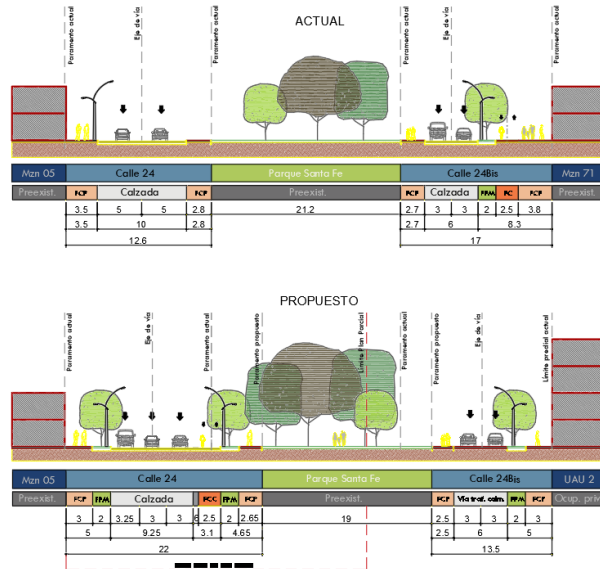 ACTUAL
Paramento actual
Eje de vía
Paramento actual
Paramento actual
Eje de vía
Paramento actual
Mzn 05 Calle 24 Parque Santa Fe Calle 24Bis Mzn 71
Preexist. FCP Calzada FCP Preexist. FCP Calzada FPM FC FCP Preexist.
3.5 5 5 2.8 21.2 2.7 3 3 2 2.5 3.8
3.5 10 2.8 2.7 6 8.3
12.6 17
PROPUESTO
Paramento actual
Eje de vía
Paramento actual
Paramento propuesto
Límite Plan Parcial
Paramento actual
Paramento propuesto
Eje de vía
Límite predial actual
Mzn 05 Calle 24 Parque Santa Fe Calle 24Bis UAU 2
Preexist. FCP FPM Calzada FCC FPM FCP Preexist. FCP Vía traf. calm. FPM FCP Ocup. priv
3 2 3.25 3 3 2.5 2 2.65 19 2.5 3 3 2 3
5 9.25 3.1 4.65 2.5 6 5
22 13.5